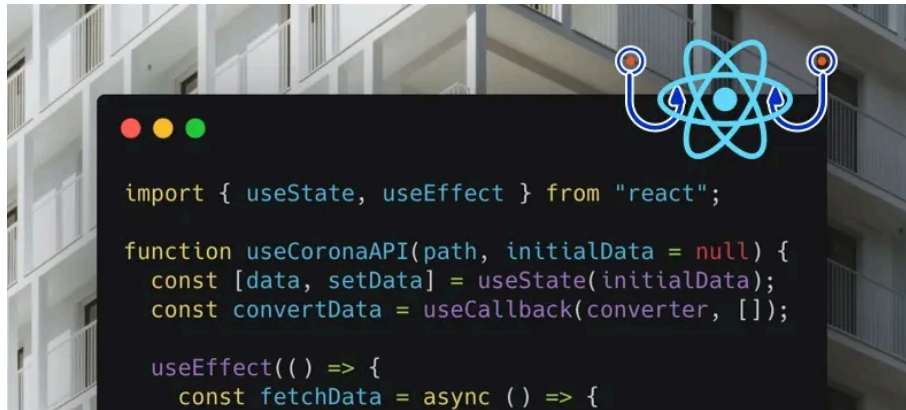 import { useState, useEffect } from "react";
function useCoronaAPI(path, initialData = null) {
const [data, setData] = useState(initialData);
const convertData = useCallback(converter, []);
useEffect(() => {
const fetchData = async () => {